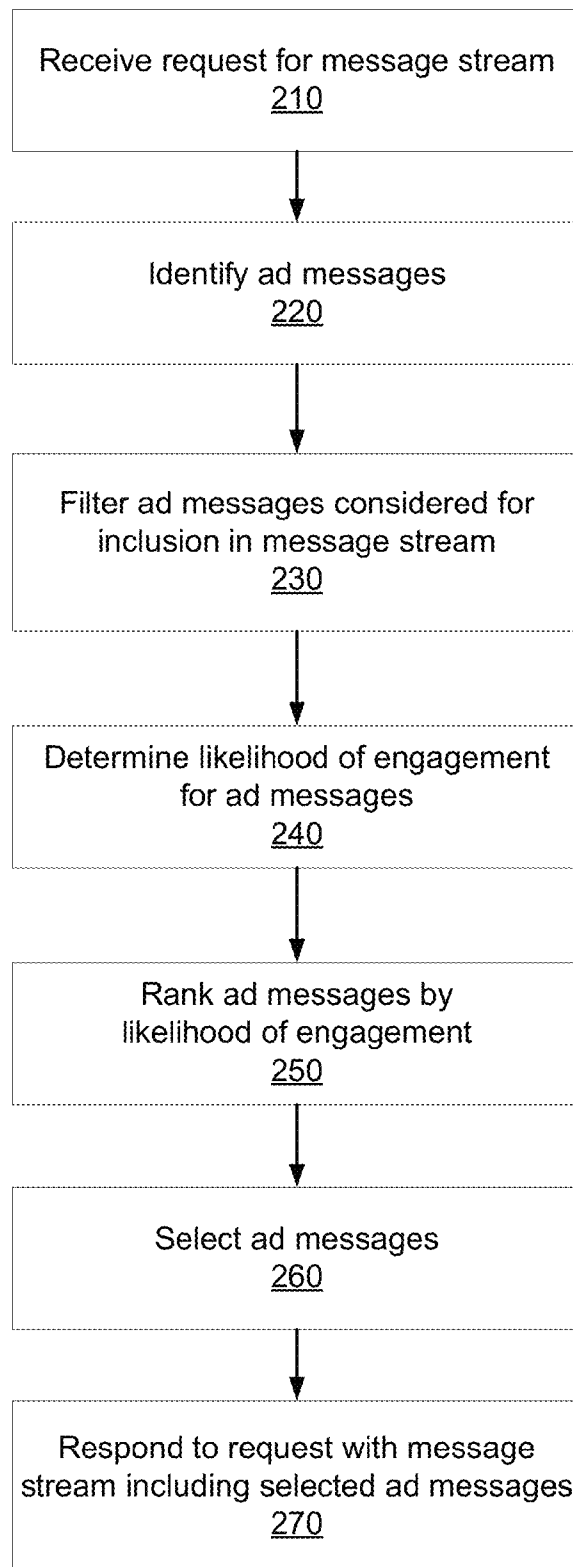 Receive request for message stream
210
Identify ad messages
220
Filter ad messages considered for
inclusion in message stream
230
Determine likelihood of engagement
for ad messages
240
Rank ad messages by
likelihood of engagement
250
Select ad messages
260
Respond to request with message
stream including selected ad messages
270